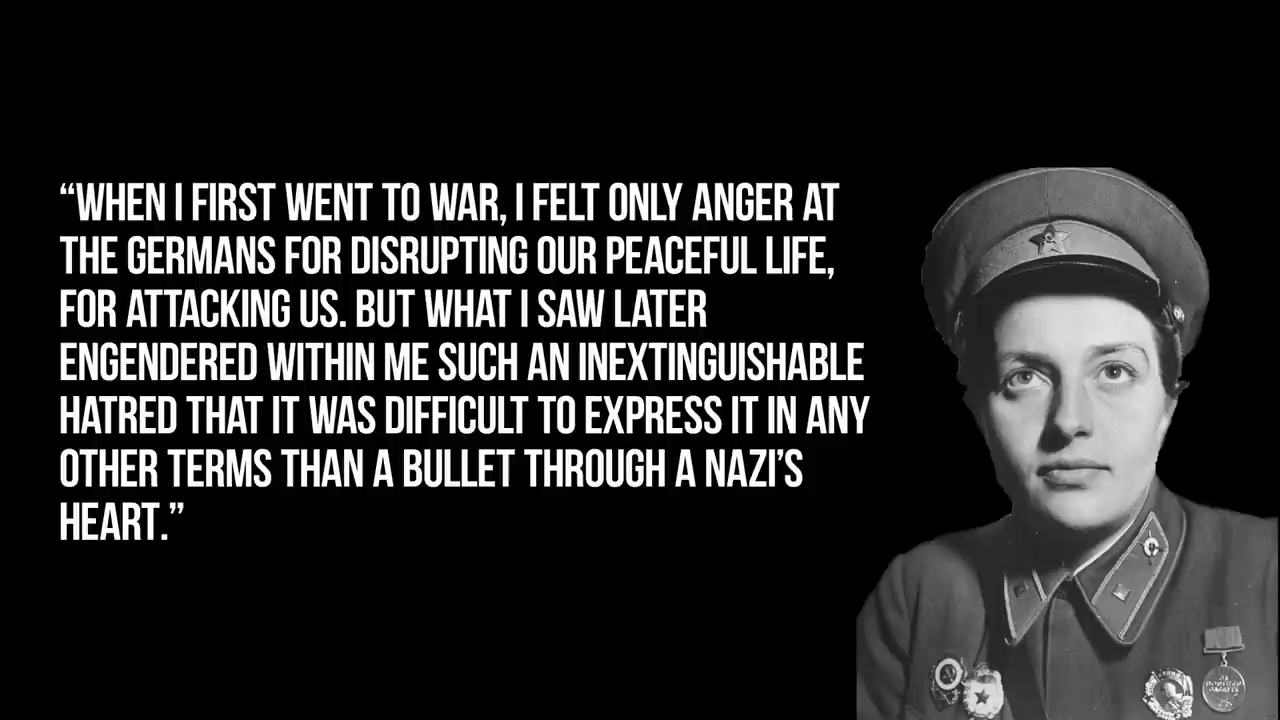 “WHEN I FIRST WENT TO WAR, I FELT ONLY ANGER AT
THE GERMANS FOR DISRUPTING OUR PEACEFUL LIFE,
FOR ATTACKING US. BUT WHAT I SAW LATER
ENGENDERED WITHIN ME SUCH AN INEXTINGUISHABLE
HATRED THAT IT WAS DIFFICULT TO EXPRESS IT IN ANY
OTHER TERMS THAN A BULLET THROUGH A NAZI’S
HEART.”